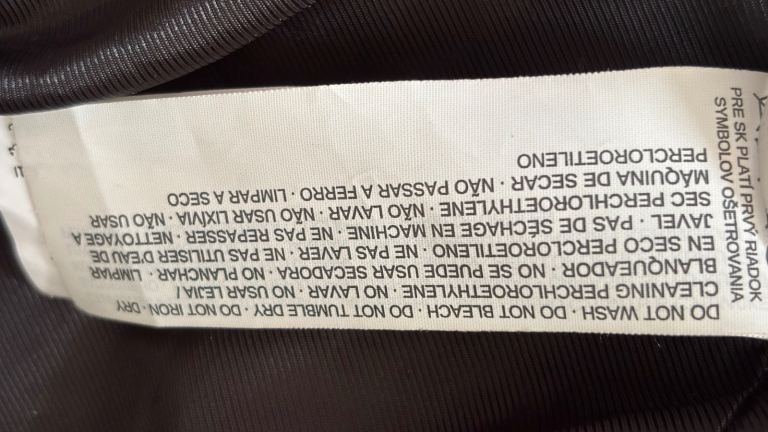 DO NOT WASH · DO NOT BLEACH · DO NOT TUMBLE DRY · DO NOT IRON · DRY
CLEANING PERCHLOROETHYLENE · NO LAVAR · NO USAR LEJIA /
BLANQUEADOR · NO SE PUEDE USAR SECADORA · NO PLANCHAR · LIMPIAR
EN SECO PERCLOROETILENO · NE PAS LAVER · NE PAS UTILISER D'EAU DE
JAVEL · PAS DE SÉCHAGE EN MACHINE · NE PAS REPASSER · NETTOYAGE A
SEC PERCHLOROETHYLENE · NÃO LAVAR · NÃO USAR LIXÍVIA · NÃO USAR
MÁQUINA DE SECAR · NÃO PASSAR A FERRO · LIMPAR A SECO
PERCLOROETILENO
PRE SK PLATÍ PRVÝ RIADOK
SYMBOLOV OŠETROVANIA